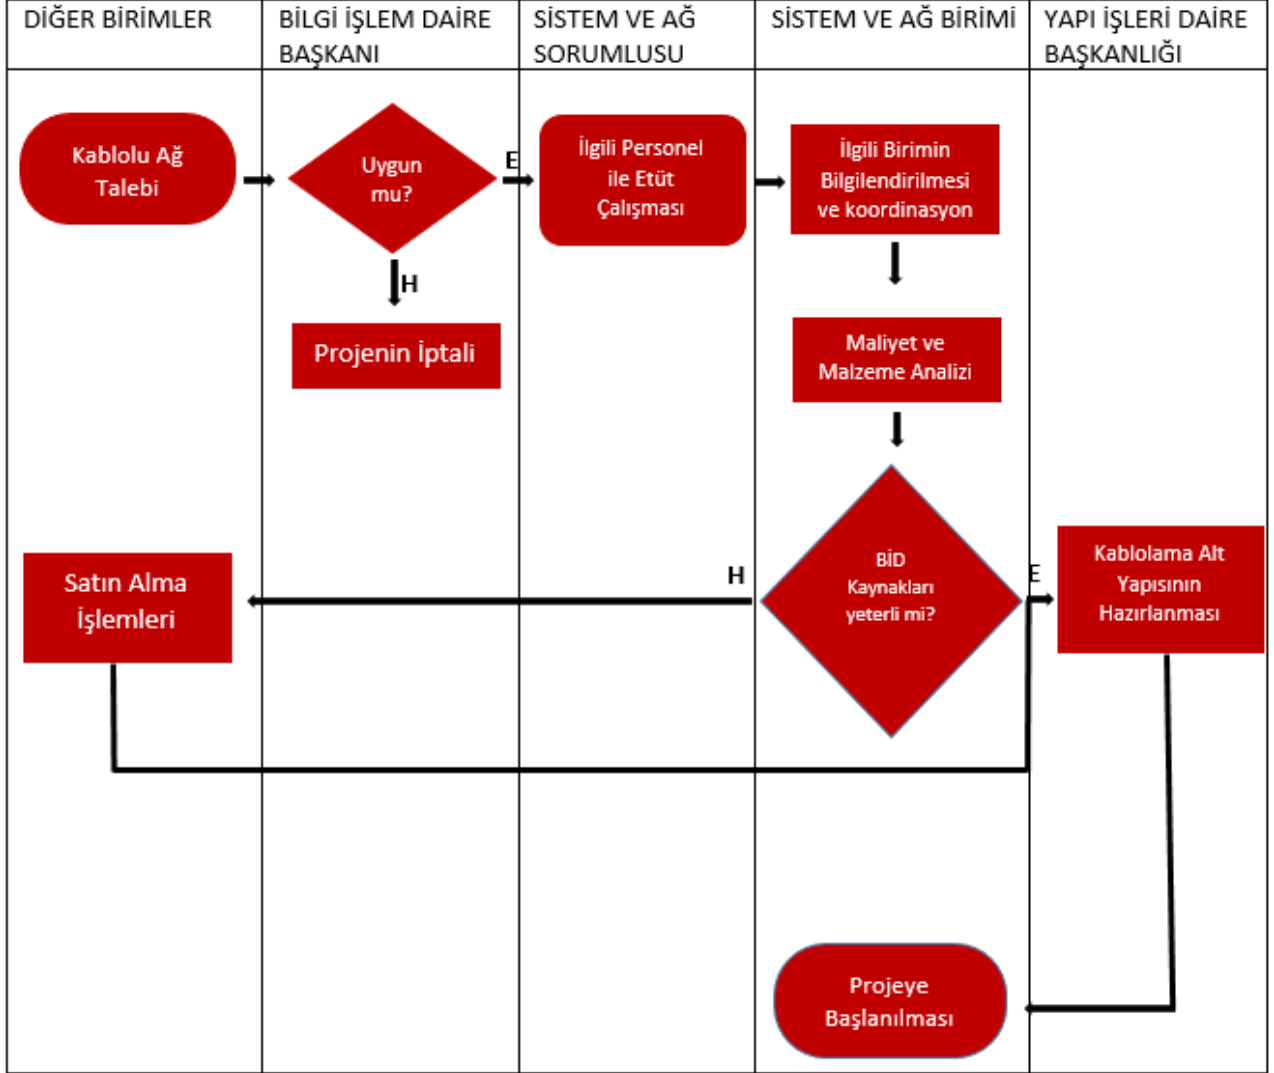 DİĞER BİRİMLER
BİLGİ İŞLEM DAİRE
BAŞKANI
SİSTEM VE AĞ
SORUMLUSU
SİSTEM VE AĞ BİRİMİ
YAPI İŞLERİ DAİRE
BAŞKANLIĞI
Kablolu Ağ
Talebi
Uygun
mu?
E
İlgili Personel
ile Etüt
Çalışması
İlgili Birimin
Bilgilendirilmesi
ve koordinasyon
H
Projenin İptali
Maliyet ve
Malzeme Analizi
BİD
Kaynakları
yeterli mi?
H
E
Satın Alma
İşlemleri
Kablolama Alt
Yapısının
Hazırlanması
Projeye
Başlanılması